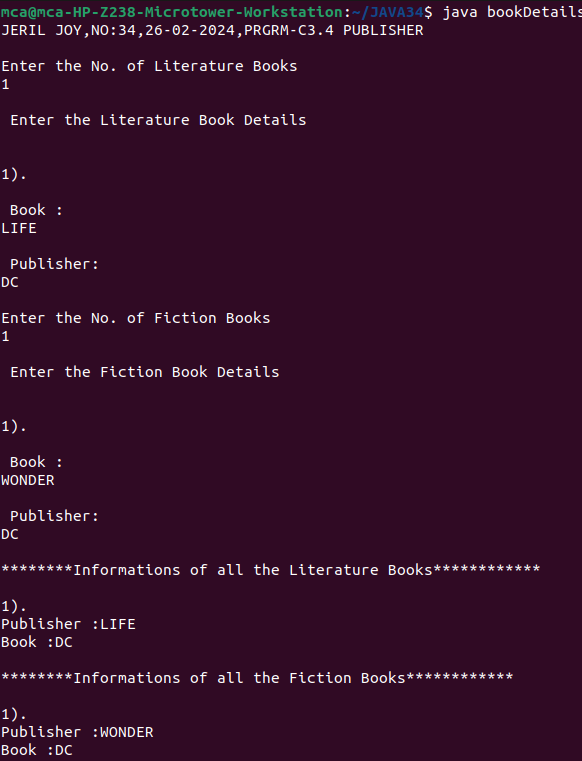 mca@mca-HP-Z238-Microtower-Workstation:~/JAVA34$ java bookDetails
JERIL JOY,NO:34,26-02-2024,PRGRM-C3.4 PUBLISHER
Enter the No. of Literature Books
1
Enter the Literature Book Details
1).
Book :
LIFE
Publisher:
DC
Enter the No. of Fiction Books
1
Enter the Fiction Book Details
1).
Book :
WONDER
Publisher:
DC
********Informations of all the Literature Books************
1).
Publisher :LIFE
Book :DC
********Informations of all the Fiction Books************
1).
Publisher :WONDER
Book :DC